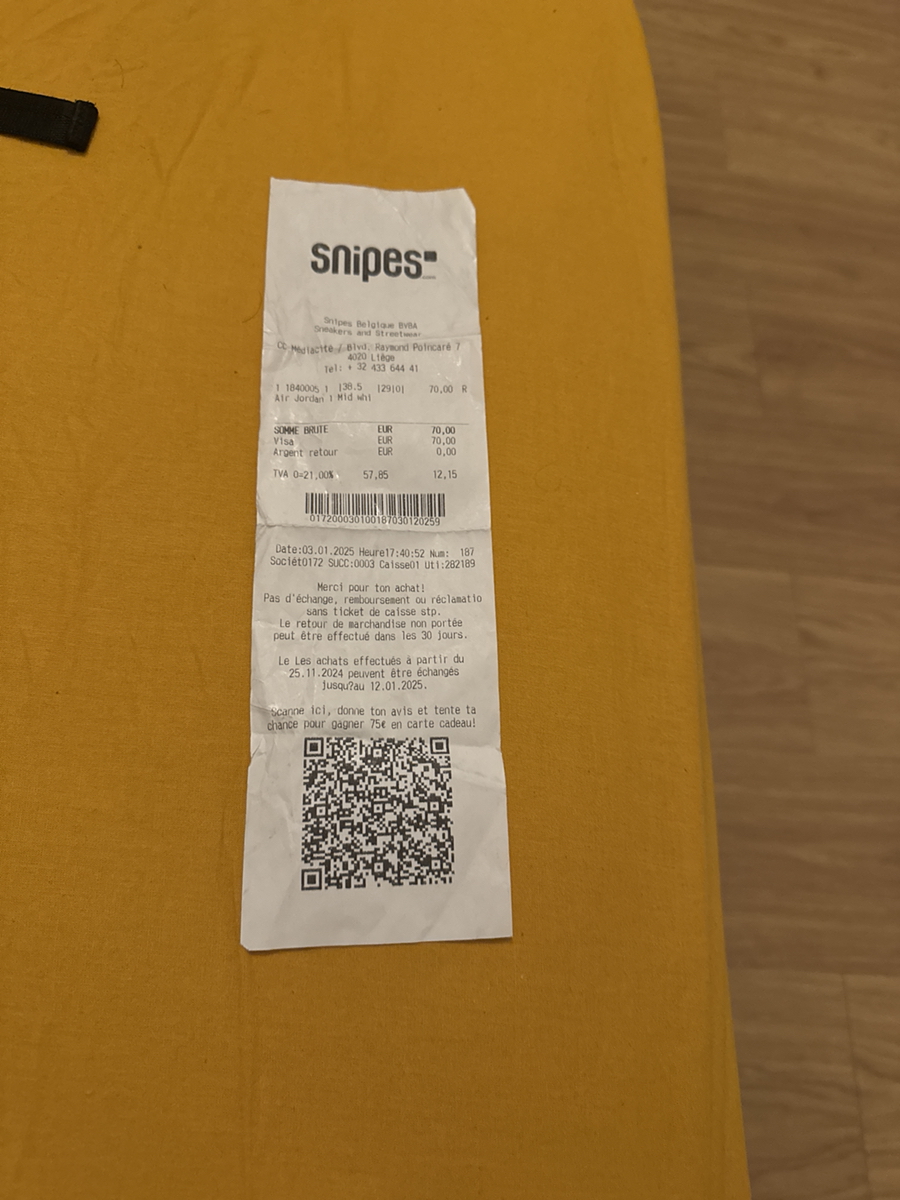 snipes
Snipes Belgique BVBA
Sneakers and Streetwear
CC Médiacité / Blvd. Raymond Poincaré 7
4020 Liège
Tel: + 32 433 644 41
1 1840005 1 |38.5 |2910| 70,00 R
Air Jordan 1 Mid whi
SOMME BRUTE EUR 70,00
Visa EUR 70,00
Argent retour EUR 0,00
TVA 0=21,00% 57,85 12,15
017200030100187030120259
Date:03.01.2025 Heure17:40:52 Num: 187
Sociét0172 SUCC:0003 Caisse01 Uti:282189
Merci pour ton achat!
Pas d'échange, remboursement ou réclamatio
sans ticket de caisse stp.
Le retour de marchandise non portée
peut être effectué dans les 30 jours.
Le Les achats effectués à partir du
25.11.2024 peuvent être échangés
jusqu?au 12.01.2025.
Scanne ici, donne ton avis et tente ta
chance pour gagner 75€ en carte cadeau!